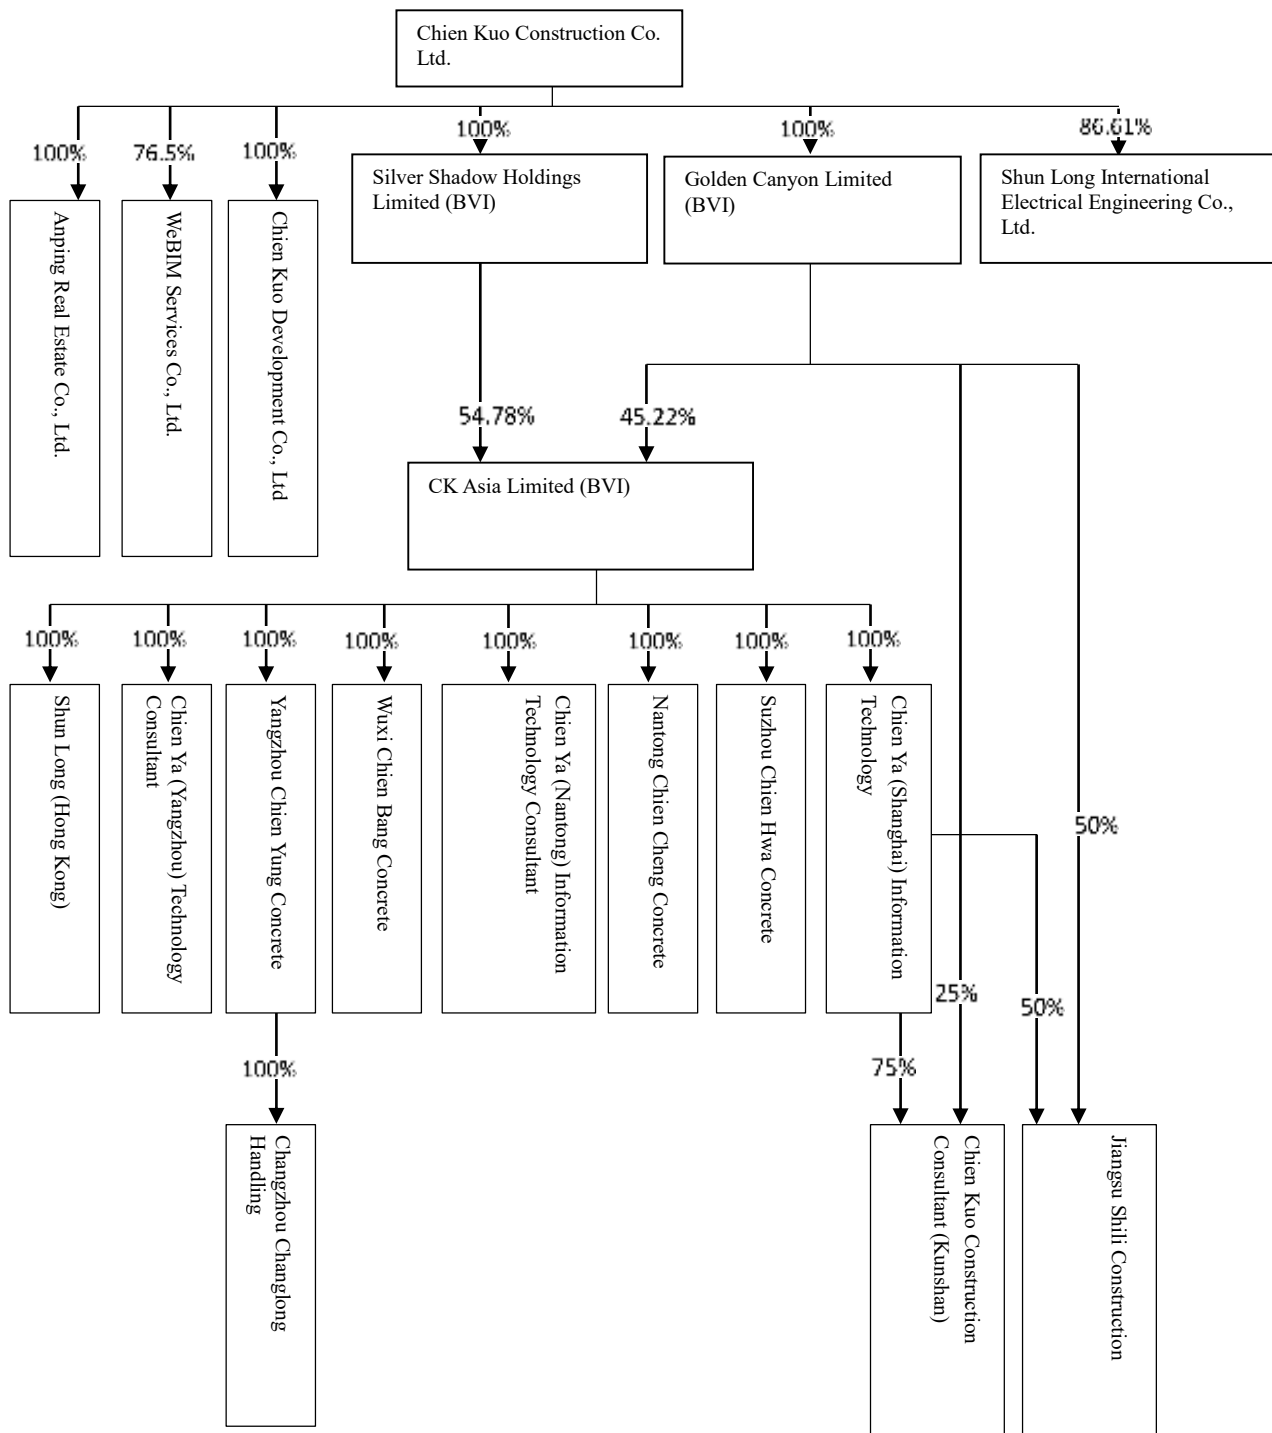 Chien Kuo Construction Co.
Ltd.
100%
76.5%
100%
100%
100%
86.61%
Silver Shadow Holdings
Limited (BVI)
Golden Canyon Limited
(BVI)
Shun Long International
Electrical Engineering Co.,
Ltd.
Anping Real Estate Co., Ltd.
WeBIM Services Co., Ltd.
Chien Kuo Development Co., Ltd
54.78%
45.22%
CK Asia Limited (BVI)
100%
100%
100%
100%
100%
100%
100%
100%
Shun Long (Hong Kong)
Chien Ya (Yangzhou) Technology
Consultant
Yangzhou Chien Yung Concrete
Wuxi Chien Bang Concrete
Chien Ya (Nantong) Information
Technology Consultant
Nantong Chien Cheng Concrete
Suzhou Chien Hwa Concrete
Chien Ya (Shanghai) Information
Technology
50%
25%
50%
100%
75%
Changzhou Changlong
Handling
Chien Kuo Construction
Consultant (Kunshan)
Jiangsu Shili Construction